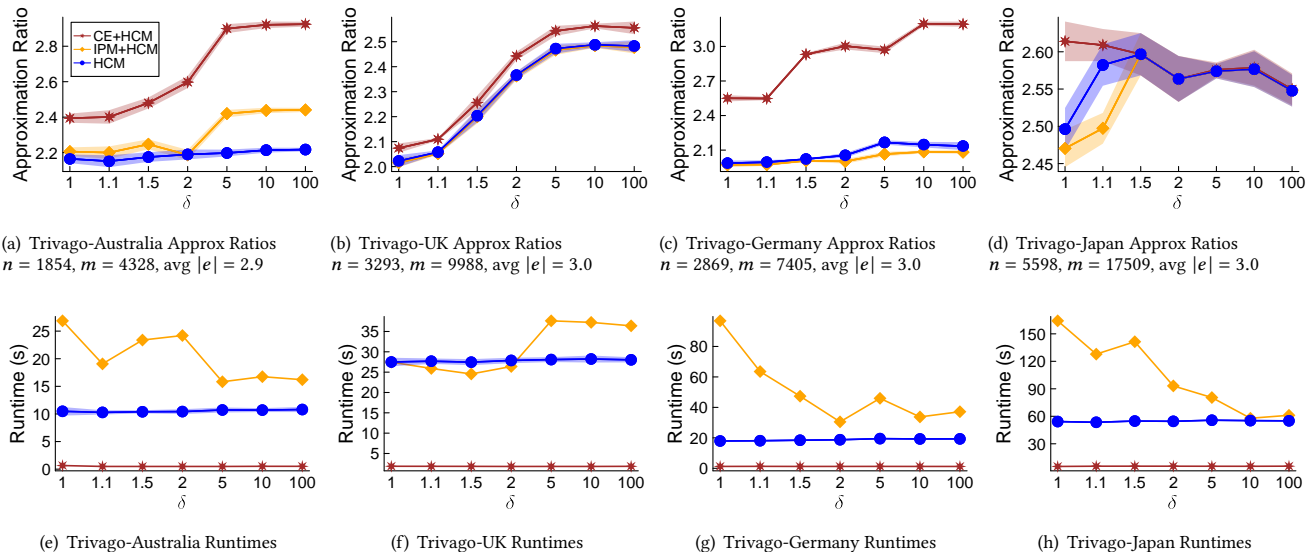 Approximation Ratio
2.8
2.6
2.4
2.2
CE+HCM
IPM+HCM
HCM
1 1.1 1.5 2 5 10 100
δ
(a) Trivago-Australia Approx Ratios
n = 1854, m = 4328, avg |e| = 2.9
Approximation Ratio
2.5
2.4
2.3
2.2
2.1
2.0
1 1.1 1.5 2 5 10 100
δ
(b) Trivago-UK Approx Ratios
n = 3293, m = 9988, avg |e| = 3.0
Approximation Ratio
3.0
2.7
2.4
2.1
1 1.1 1.5 2 5 10 100
δ
(c) Trivago-Germany Approx Ratios
n = 2869, m = 7405, avg |e| = 3.0
Approximation Ratio
2.60
2.55
2.50
2.45
1 1.1 1.5 2 5 10 100
δ
(d) Trivago-Japan Approx Ratios
n = 5598, m = 17509, avg |e| = 3.0
Runtime (s)
25
20
15
10
5
0
1 1.1 1.5 2 5 10 100
δ
(e) Trivago-Australia Runtimes
Runtime (s)
35
30
25
20
15
10
5
1 1.1 1.5 2 5 10 100
δ
(f) Trivago-UK Runtimes
Runtime (s)
80
60
40
20
0
1 1.1 1.5 2 5 10 100
δ
(g) Trivago-Germany Runtimes
Runtime (s)
150
120
90
60
30
1 1.1 1.5 2 5 10 100
δ
(h) Trivago-Japan Runtimes